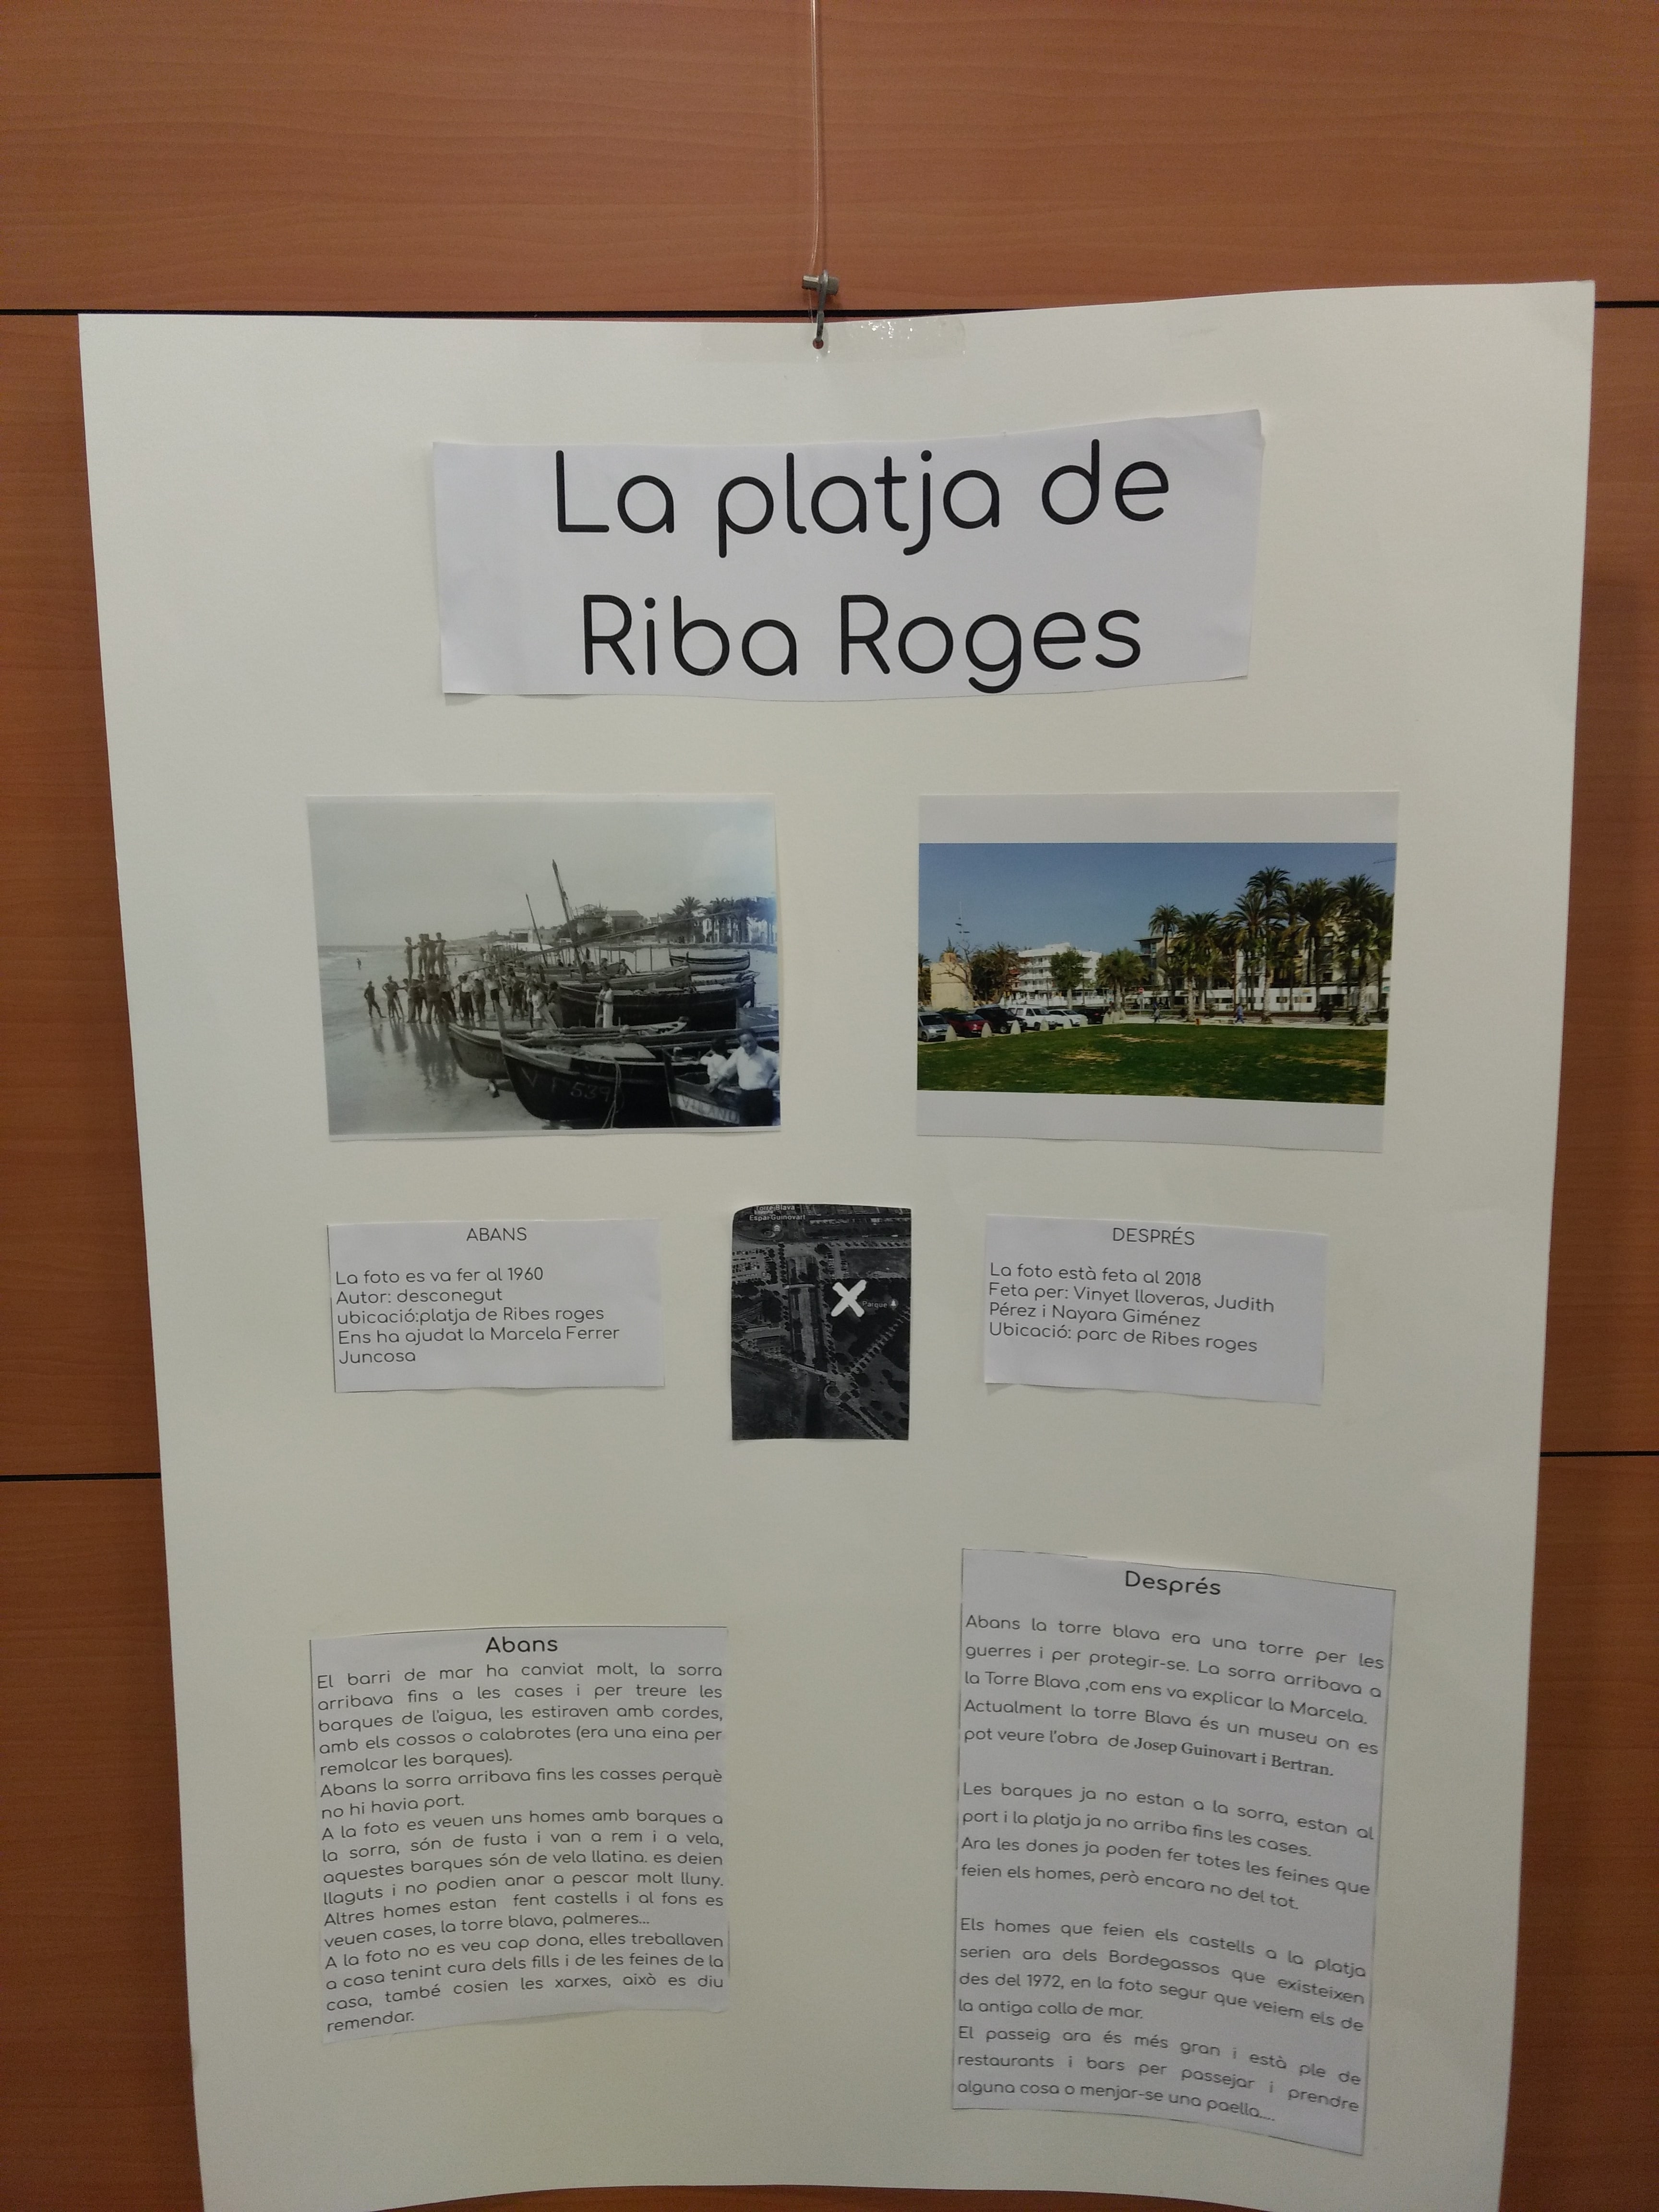 La platja de
Riba Roges
VI 539
ABANS
La foto es va fer al 1960
Autor: desconegut
ubicació:platja de Ribes roges
Ens ha ajudat la Marcela Ferrer
Juncosa
Torre Blava
Espai Guinovart
Parque
DESPRÉS
La foto està feta al 2018
Feta per: Vinyet lloveras, Judith
Pérez i Nayara Giménez
Ubicació: parc de Ribes roges
Abans
El barri de mar ha canviat molt, la sorra
arribava fins a les cases i per treure les
barques de l'aigua, les estiraven amb cordes,
amb els cossos o calabrotes (era una eina per
remolcar les barques).
Abans la sorra arribava fins les casses perquè
no hi havia port.
A la foto es veuen uns homes amb barques a
la sorra, són de fusta i van a rem i a vela,
aquestes barques són de vela llatina. es deien
llaguts i no podien anar a pescar molt lluny.
Altres homes estan fent castells i al fons es
veuen cases, la torre blava, palmeres...
A la foto no es veu cap dona, elles treballaven
a casa tenint cura dels fills i de les feines de la
casa, també cosien les xarxes, això es diu
remendar.
Després
Abans la torre blava era una torre per les
guerres i per protegir-se. La sorra arribava a
la Torre Blava ,com ens va explicar la Marcela.
Actualment la torre Blava és un museu on es
pot veure l'obra de Josep Guinovart i Bertran.
Les barques ja no estan a la sorra, estan al
port i la platja ja no arriba fins les cases.
Ara les dones ja poden fer totes les feines que
feien els homes, però encara no del tot.
Els homes que feien els castells a la platja
serien ara dels Bordegassos que existeixen
des del 1972, en la foto segur que veiem els de
la antiga colla de mar.
El passeig ara és més gran i està ple de
restaurants i bars per passejar i prendre
alguna cosa o menjar-se una paella....